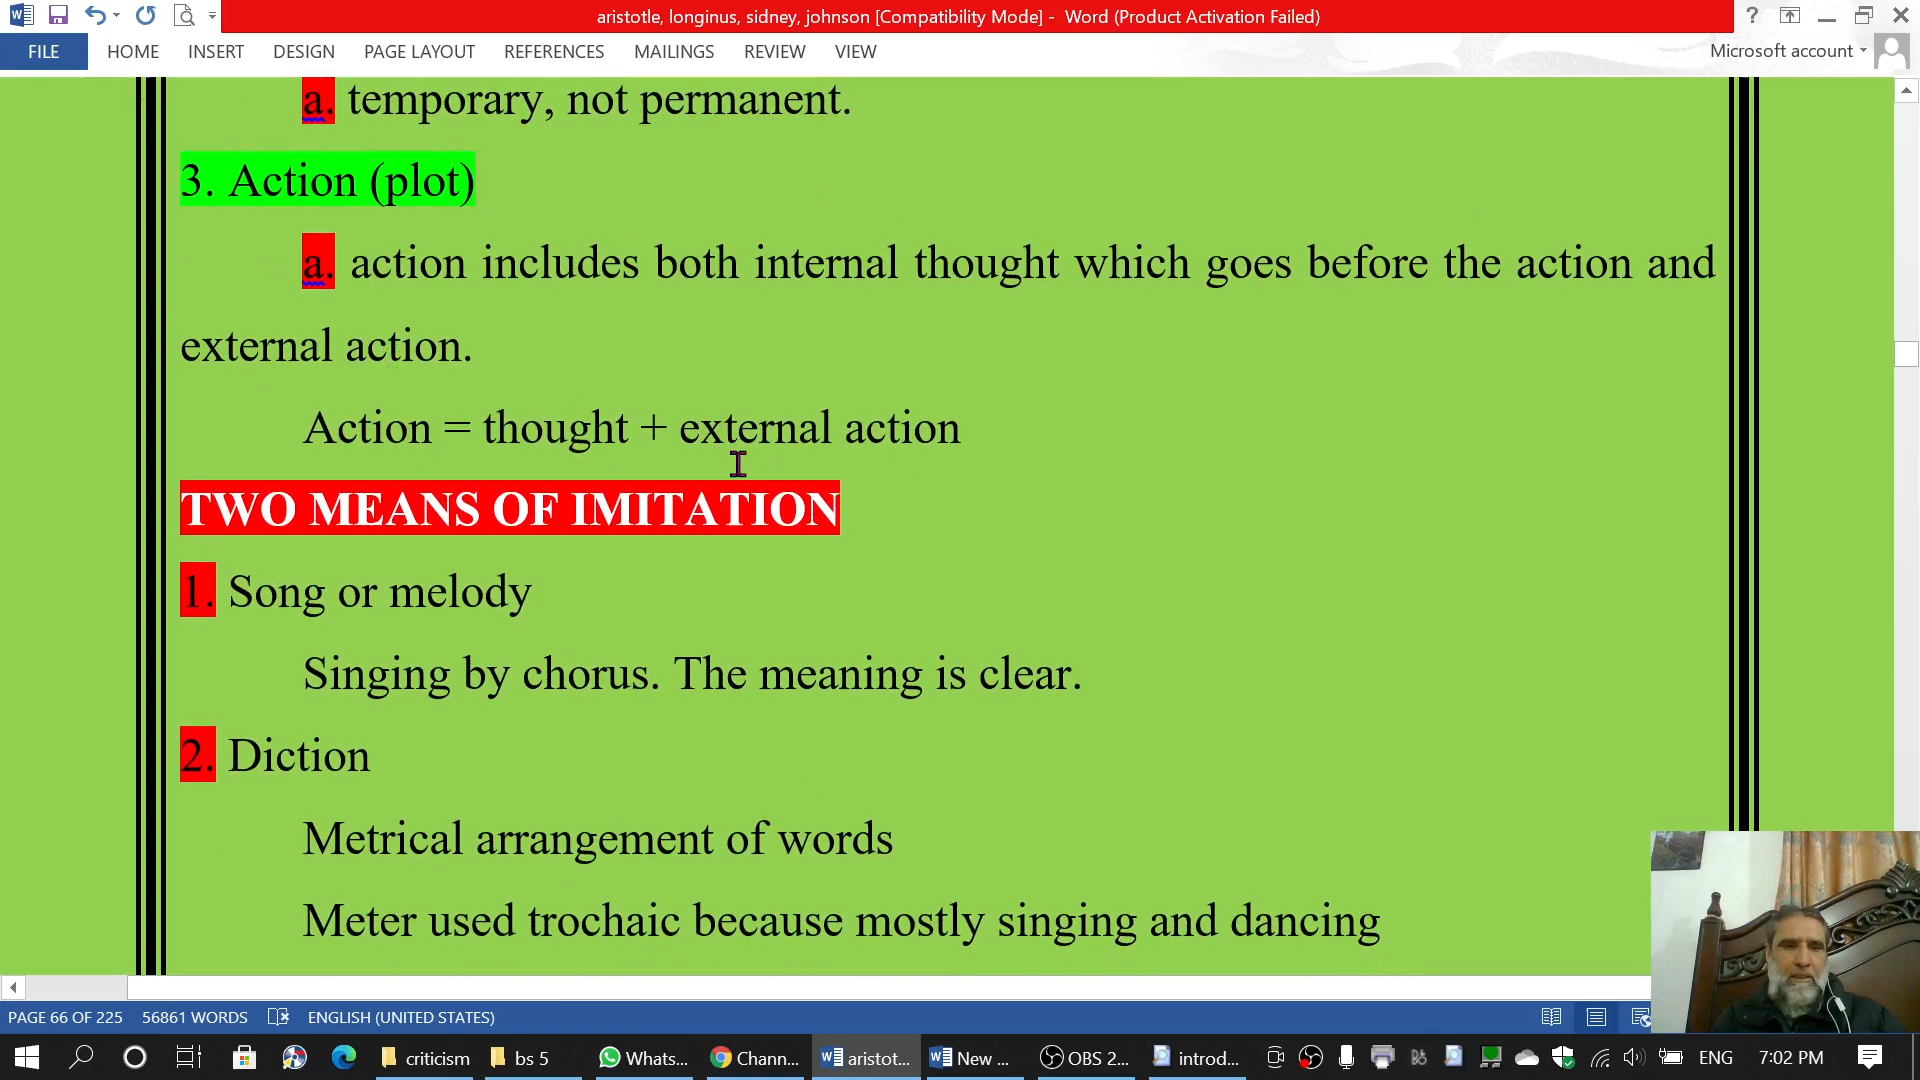 aristotle, longinus, sidney, johnson [Compatibility Mode] - Word (Product Activation Failed)
FILE HOME INSERT DESIGN PAGE LAYOUT REFERENCES MAILINGS REVIEW VIEW Microsoft account
a. temporary, not permanent.
3. Action (plot)
a. action includes both internal thought which goes before the action and
external action.
Action = thought + external action
TWO MEANS OF IMITATION
1. Song or melody
Singing by chorus. The meaning is clear.
2. Diction
Metrical arrangement of words
Meter used trochaic because mostly singing and dancing
PAGE 66 OF 225 56861 WORDS ENGLISH (UNITED STATES)
criticism bs 5 Whats... Chann... aristot... New ... OBS 2... introd... ENG 7:02 PM